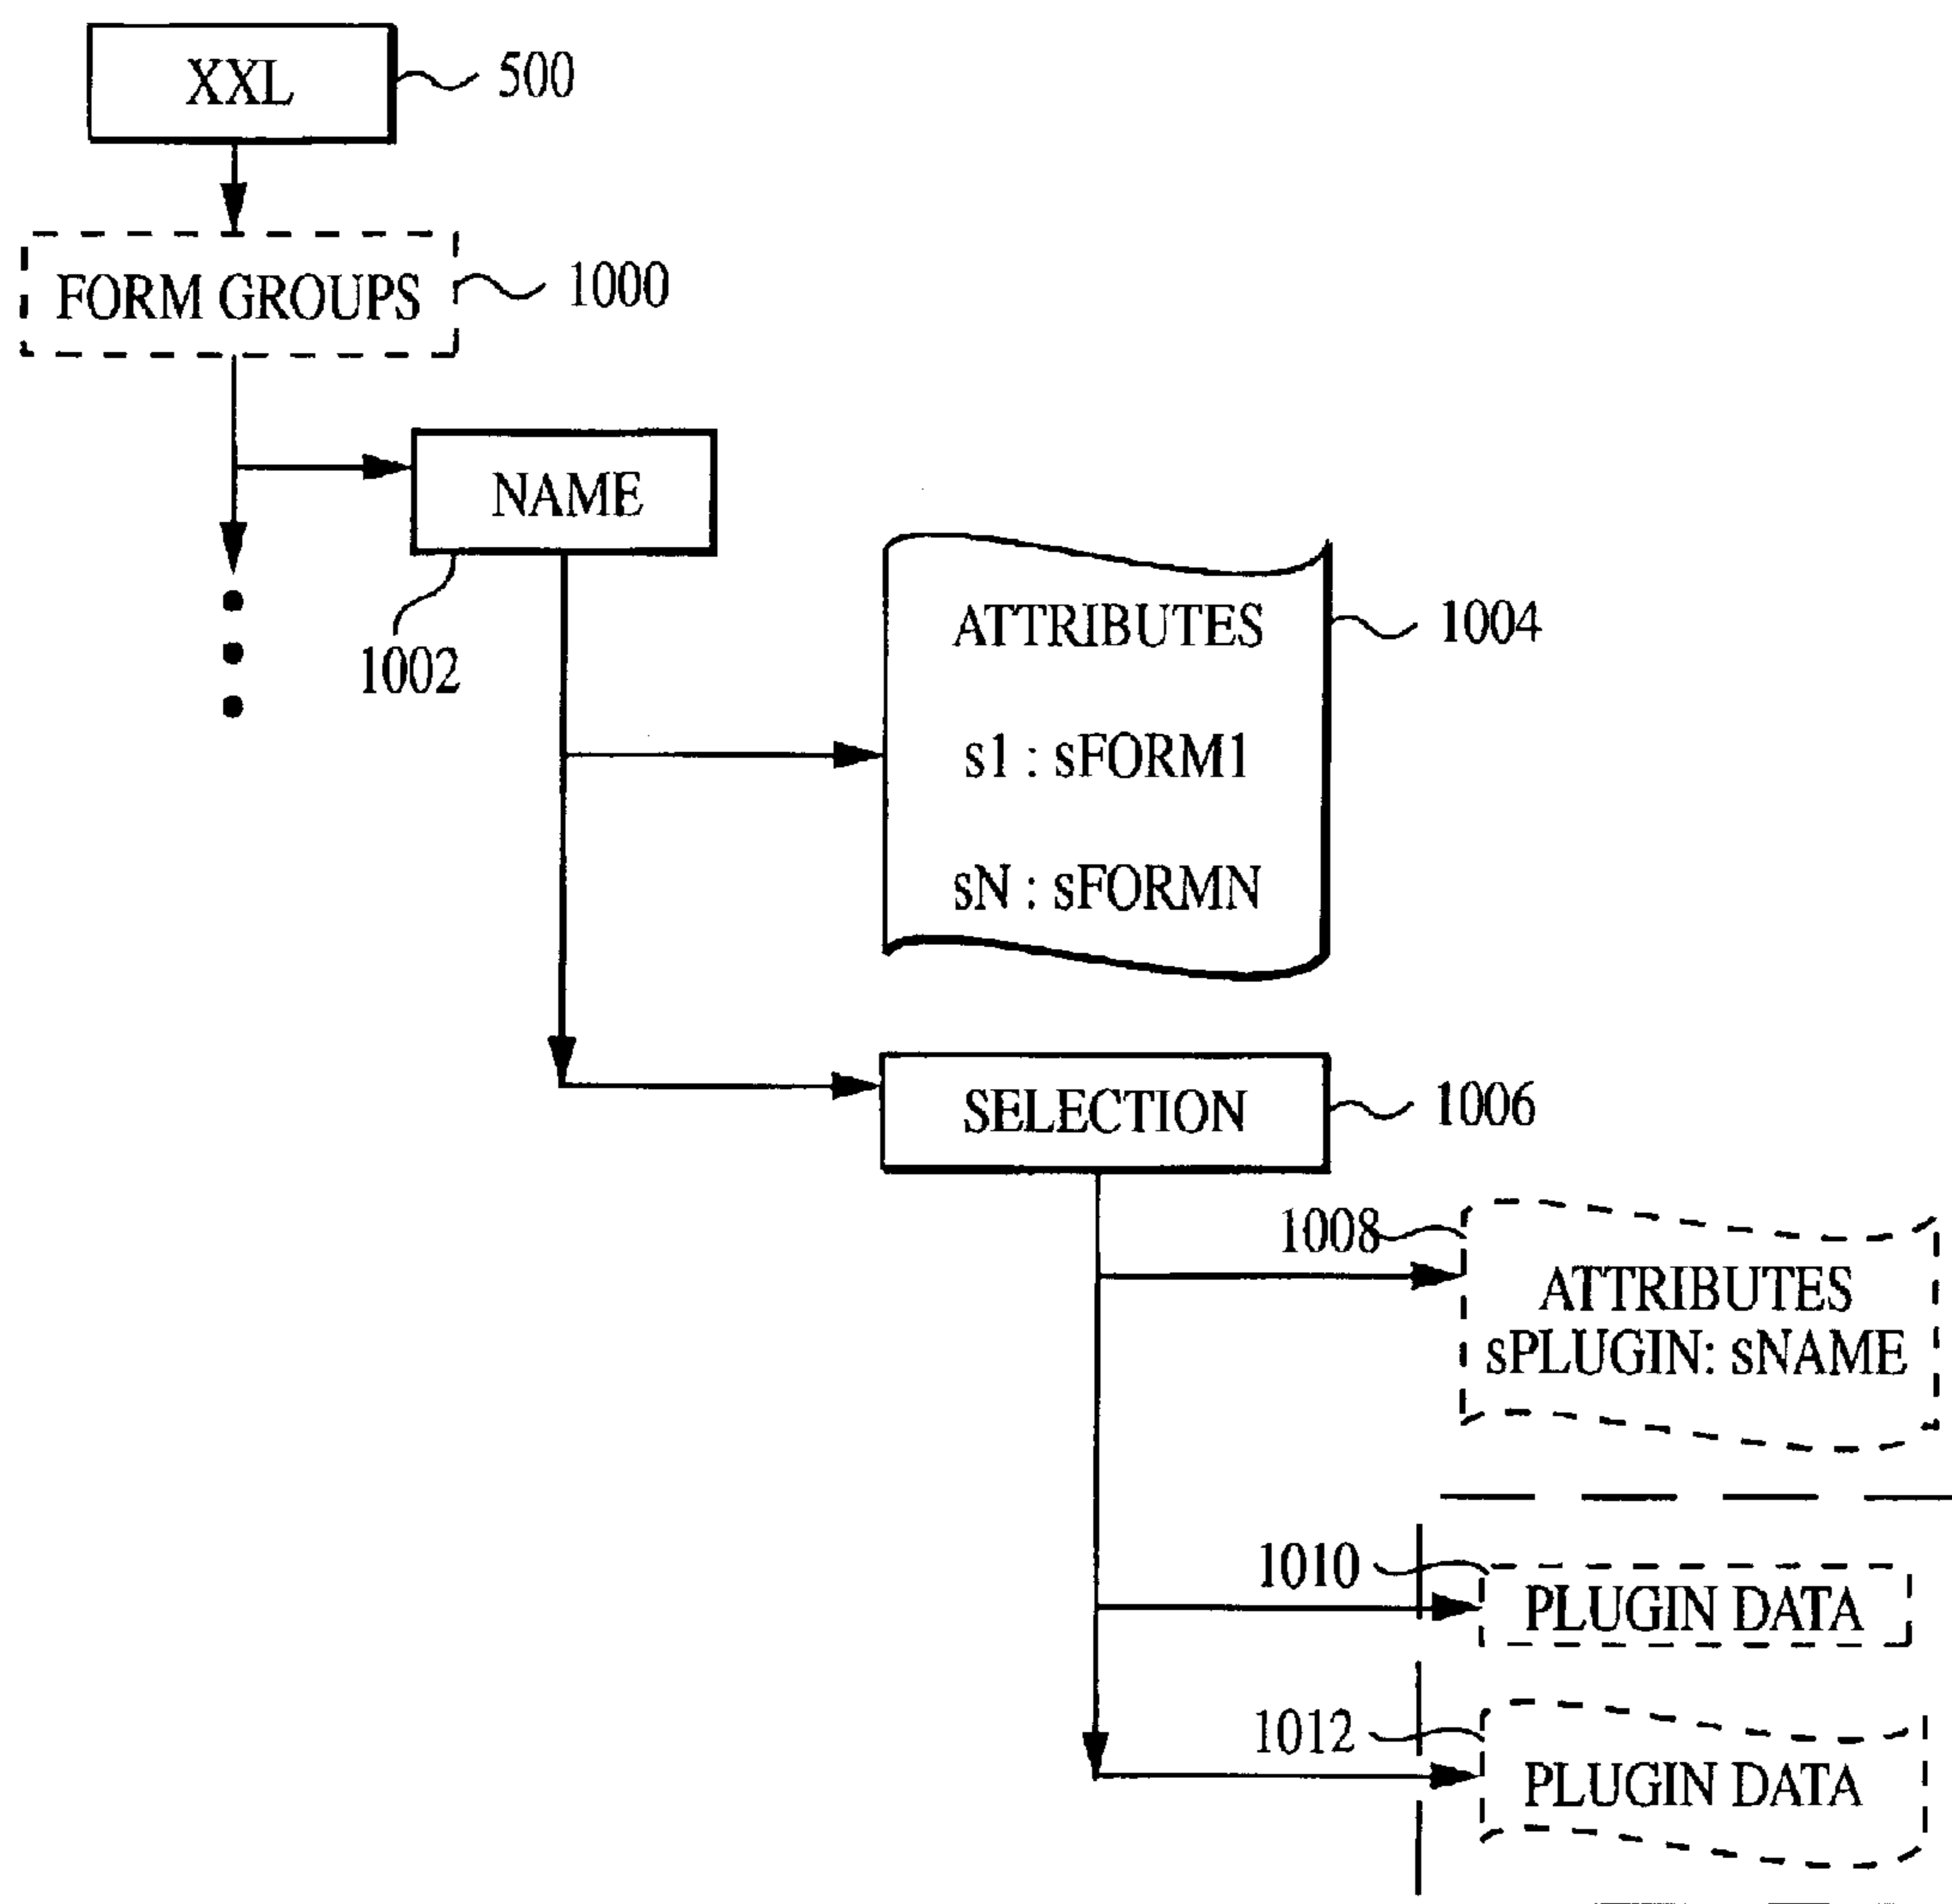 XXL
500
FORM GROUPS
1000
NAME
1002
ATTRIBUTES
1004
s1 : sFORM1
sN : sFORMN
SELECTION
1006
1008
ATTRIBUTES
sPLUGIN: sNAME
1010
PLUGIN DATA
1012
PLUGIN DATA